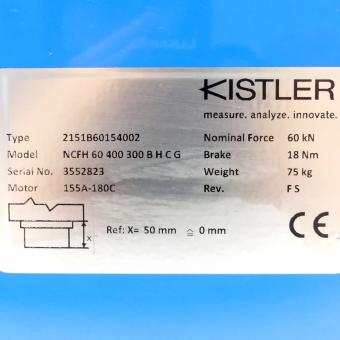 KISTLER
measure. analyze. innovate.
Type 2151B60154002 Nominal Force 60 kN
Model NCFH 60 400 300 B H C G Brake 18 Nm
Serial No. 3552823 Weight 75 kg
Motor 155A-180C Rev. F S
X Ref: X= 50 mm ≙ 0 mm CE